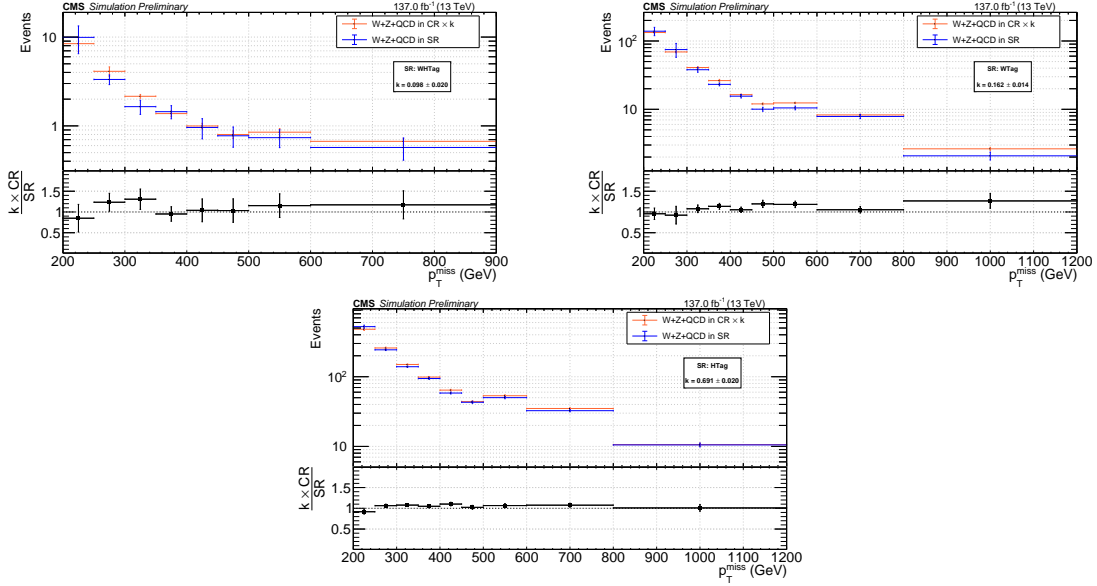 CMS Simulation Preliminary 137.0 fb⁻¹ (13 TeV)
Events
10
1
W+Z+QCD in CR × k
W+Z+QCD in SR
SR: WHTag
k = 0.098 ± 0.020
k × CR
SR
1.5
1
0.5
200 300 400 500 600 700 800 900
p_T^miss (GeV)
CMS Simulation Preliminary 137.0 fb⁻¹ (13 TeV)
Events
10²
10
W+Z+QCD in CR × k
W+Z+QCD in SR
SR: WTag
k = 0.162 ± 0.014
k × CR
SR
1.5
1
0.5
200 300 400 500 600 700 800 900 1000 1100 1200
p_T^miss (GeV)
CMS Simulation Preliminary 137.0 fb⁻¹ (13 TeV)
Events
10²
10
W+Z+QCD in CR × k
W+Z+QCD in SR
SR: HTag
k = 0.691 ± 0.020
k × CR
SR
1.5
1
0.5
200 300 400 500 600 700 800 900 1000 1100 1200
p_T^miss (GeV)